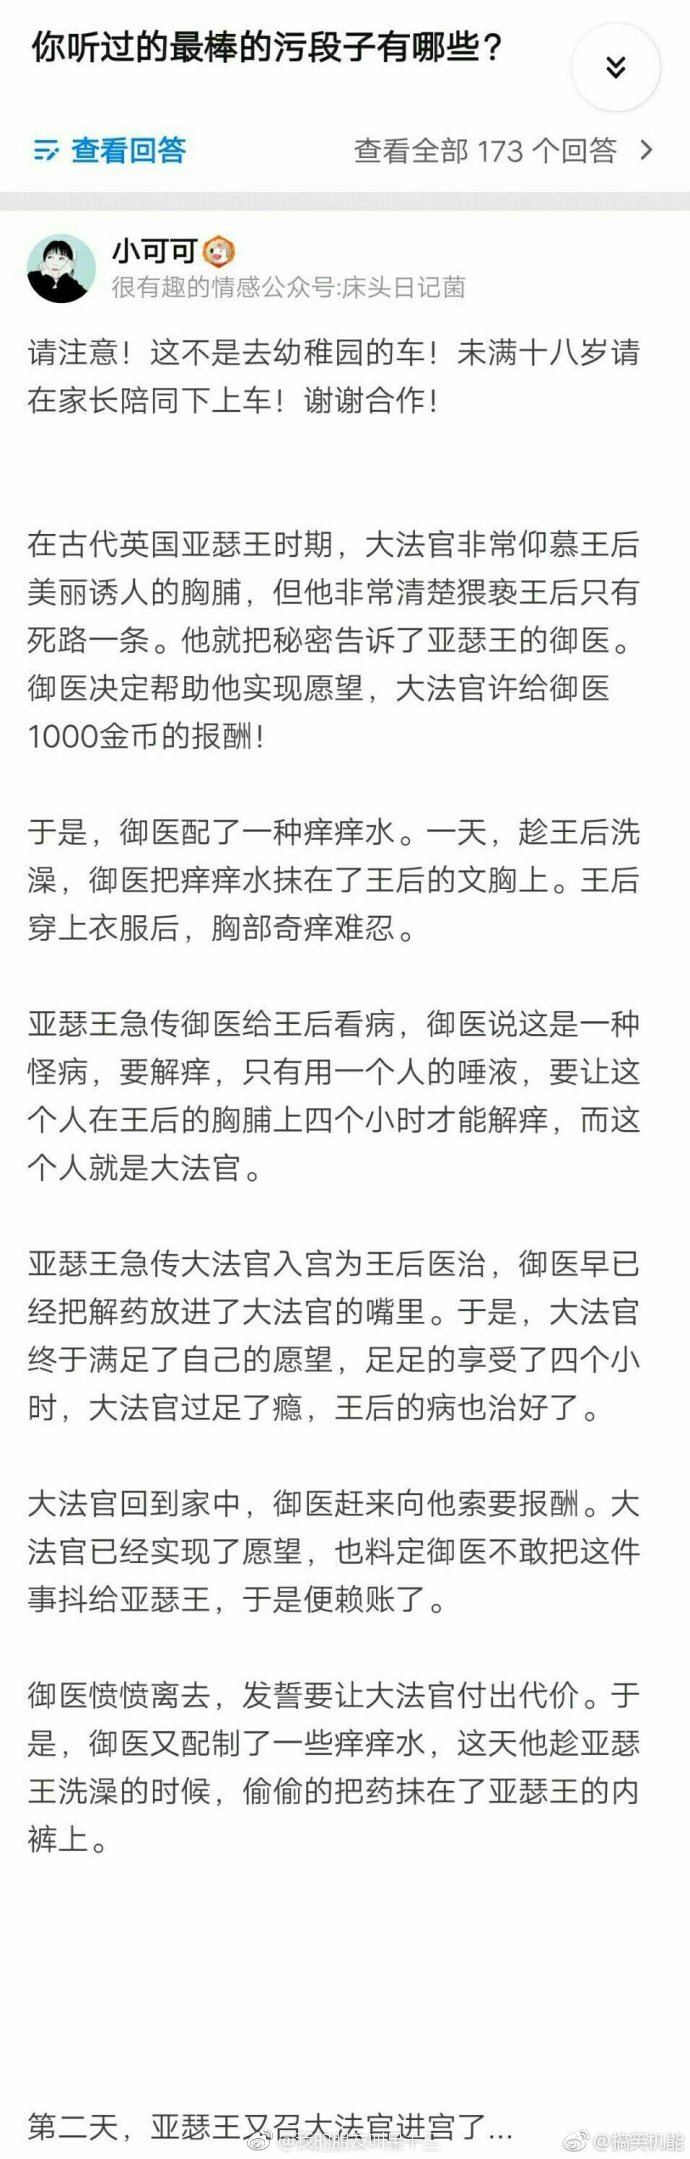 你听过的最棒的污段子有哪些？
查看回答
查看全部 173 个回答
小可可
很有趣的情感公众号:床头日记菌
请注意！这不是去幼稚园的车！未满十八岁请
在家长陪同下上车！谢谢合作！
在古代英国亚瑟王时期，大法官非常仰慕王后
美丽诱人的胸脯，但他非常清楚猥亵王后只有
死路一条。他就把秘密告诉了亚瑟王的御医。
御医决定帮助他实现愿望，大法官许给御医
1000金币的报酬！
于是，御医配了一种痒痒水。一天，趁王后洗
澡，御医把痒痒水抹在了王后的文胸上。王后
穿上衣服后，胸部奇痒难忍。
亚瑟王急传御医给王后看病，御医说这是一种
怪病，要解痒，只有用一个人的唾液，要让这
个人在王后的胸脯上四个小时才能解痒，而这
个人就是大法官。
亚瑟王急传大法官入宫为王后医治，御医早已
经把解药放进了大法官的嘴里。于是，大法官
终于满足了自己的愿望，足足的享受了四个小
时，大法官过足了瘾，王后的病也治好了。
大法官回到家中，御医赶来向他索要报酬。大
法官已经实现了愿望，也料定御医不敢把这件
事抖给亚瑟王，于是便赖账了。
御医愤愤离去，发誓要让大法官付出代价。于
是，御医又配制了一些痒痒水，这天他趁亚瑟
王洗澡的时候，偷偷的把药抹在了亚瑟王的内
裤上。
第二天，亚瑟王又召大法官进宫了...
@搞笑机能